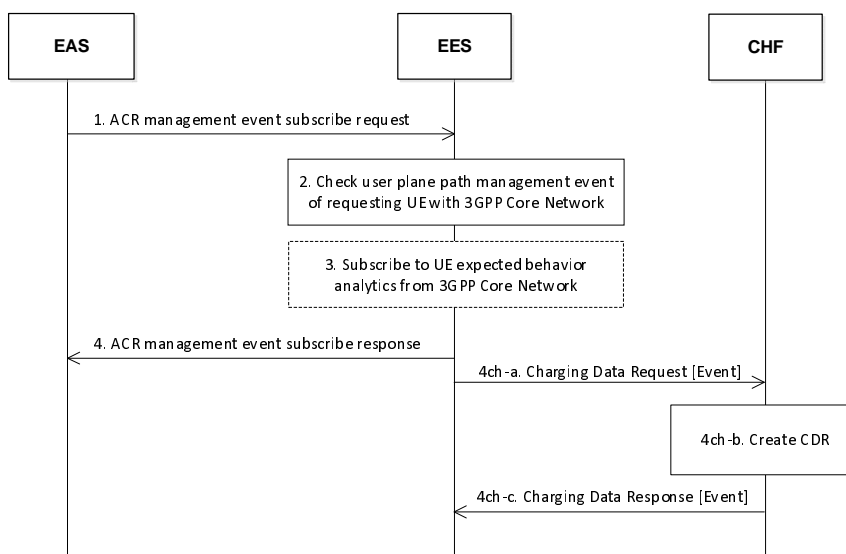 EAS
EES
CHF
1. ACR management event subscribe request
2. Check user plane path management event
of requesting UE with 3GPP Core Network
3. Subscribe to UE expected behavior
analytics from 3GPP Core Network
4. ACR management event subscribe response
4ch-a. Charging Data Request [Event]
4ch-b. Create CDR
4ch-c. Charging Data Response [Event]